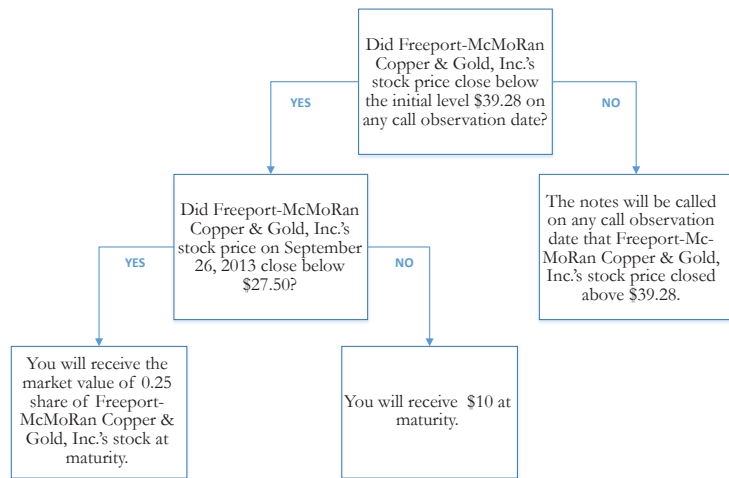 Did Freeport-McMoRan
Copper & Gold, Inc.'s
stock price close below
the initial level $39.28 on
any call observation date?
YES
NO
Did Freeport-McMoRan
Copper & Gold, Inc.'s
stock price on September
26, 2013 close below
$27.50?
The notes will be called
on any call observation
date that Freeport-Mc-
MoRan Copper & Gold,
Inc.'s stock price closed
above $39.28.
YES
NO
You will receive the
market value of 0.25
share of Freeport-
McMoRan Copper &
Gold, Inc.'s stock at
maturity.
You will receive $10 at
maturity.